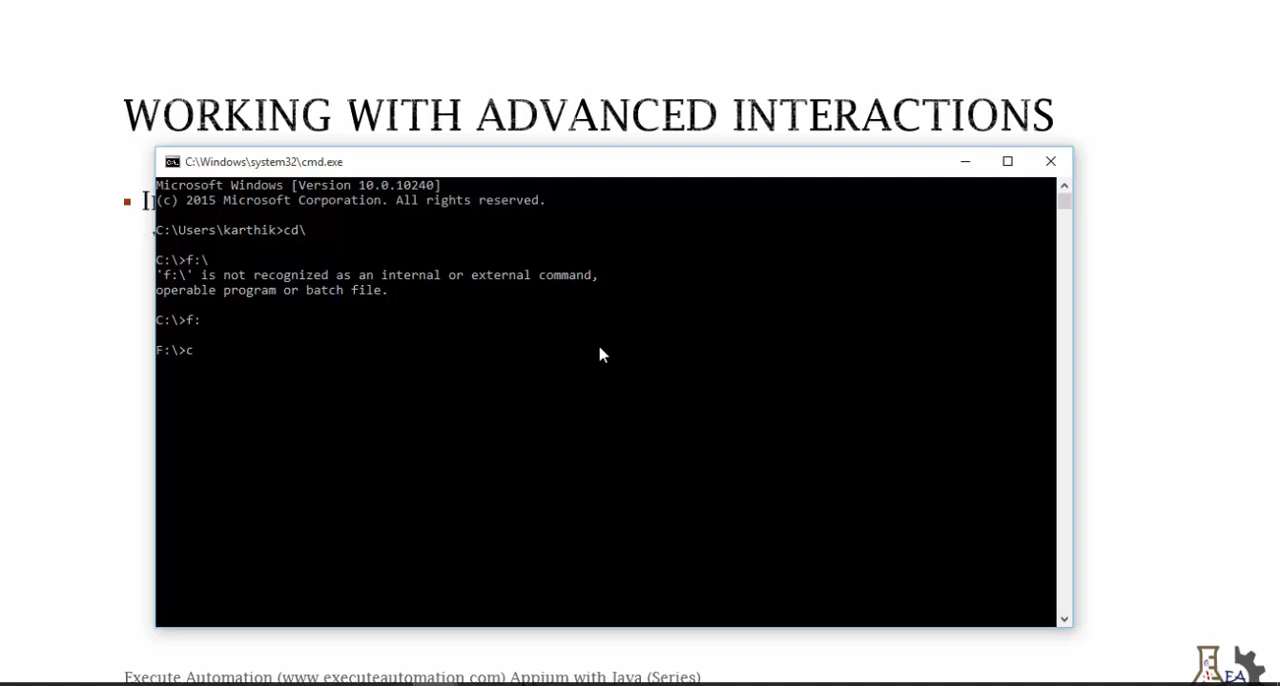 WORKING WITH ADVANCED INTERACTIONS
C:\Windows\system32\cmd.exe
Microsoft Windows [Version 10.0.10240]
(c) 2015 Microsoft Corporation. All rights reserved.
C:\Users\karthik>cd\
C:\>f:\
'f:\' is not recognized as an internal or external command,
operable program or batch file.
C:\>f:
F:\>c
Execute Automation (www.executeautomation.com) Appium with Java (Series)
EA